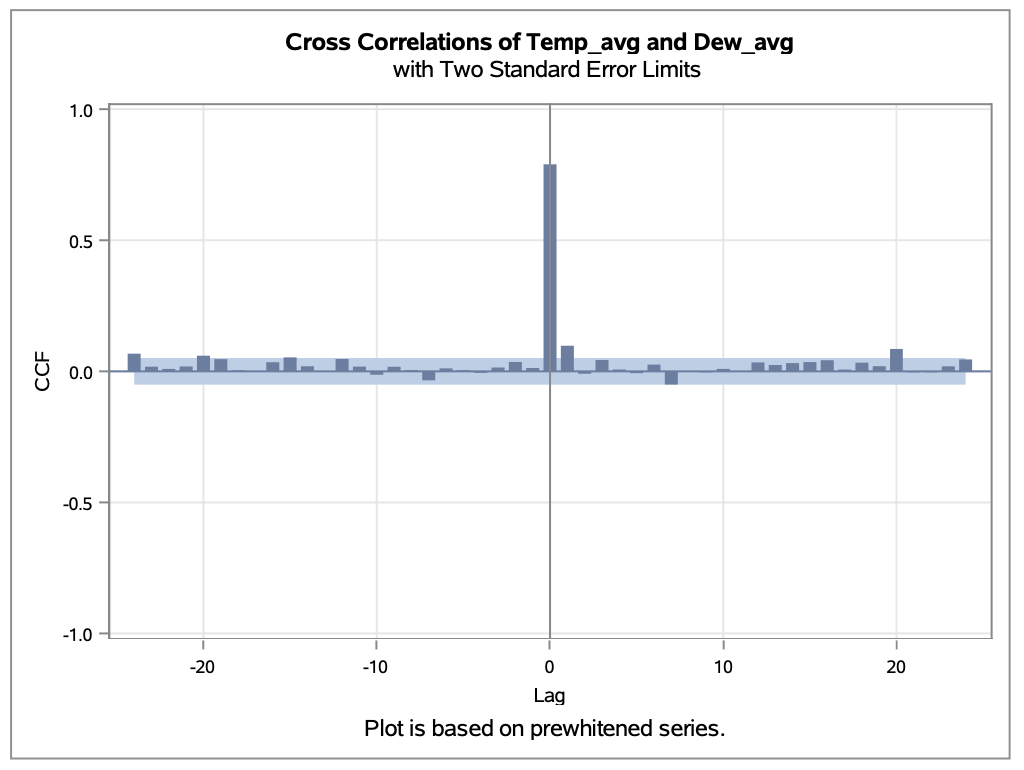 Cross Correlations of Temp_avg and Dew_avg
with Two Standard Error Limits
1.0
0.5
0.0
-0.5
-1.0
CCF
-20
-10
0
10
20
Lag
Plot is based on prewhitened series.